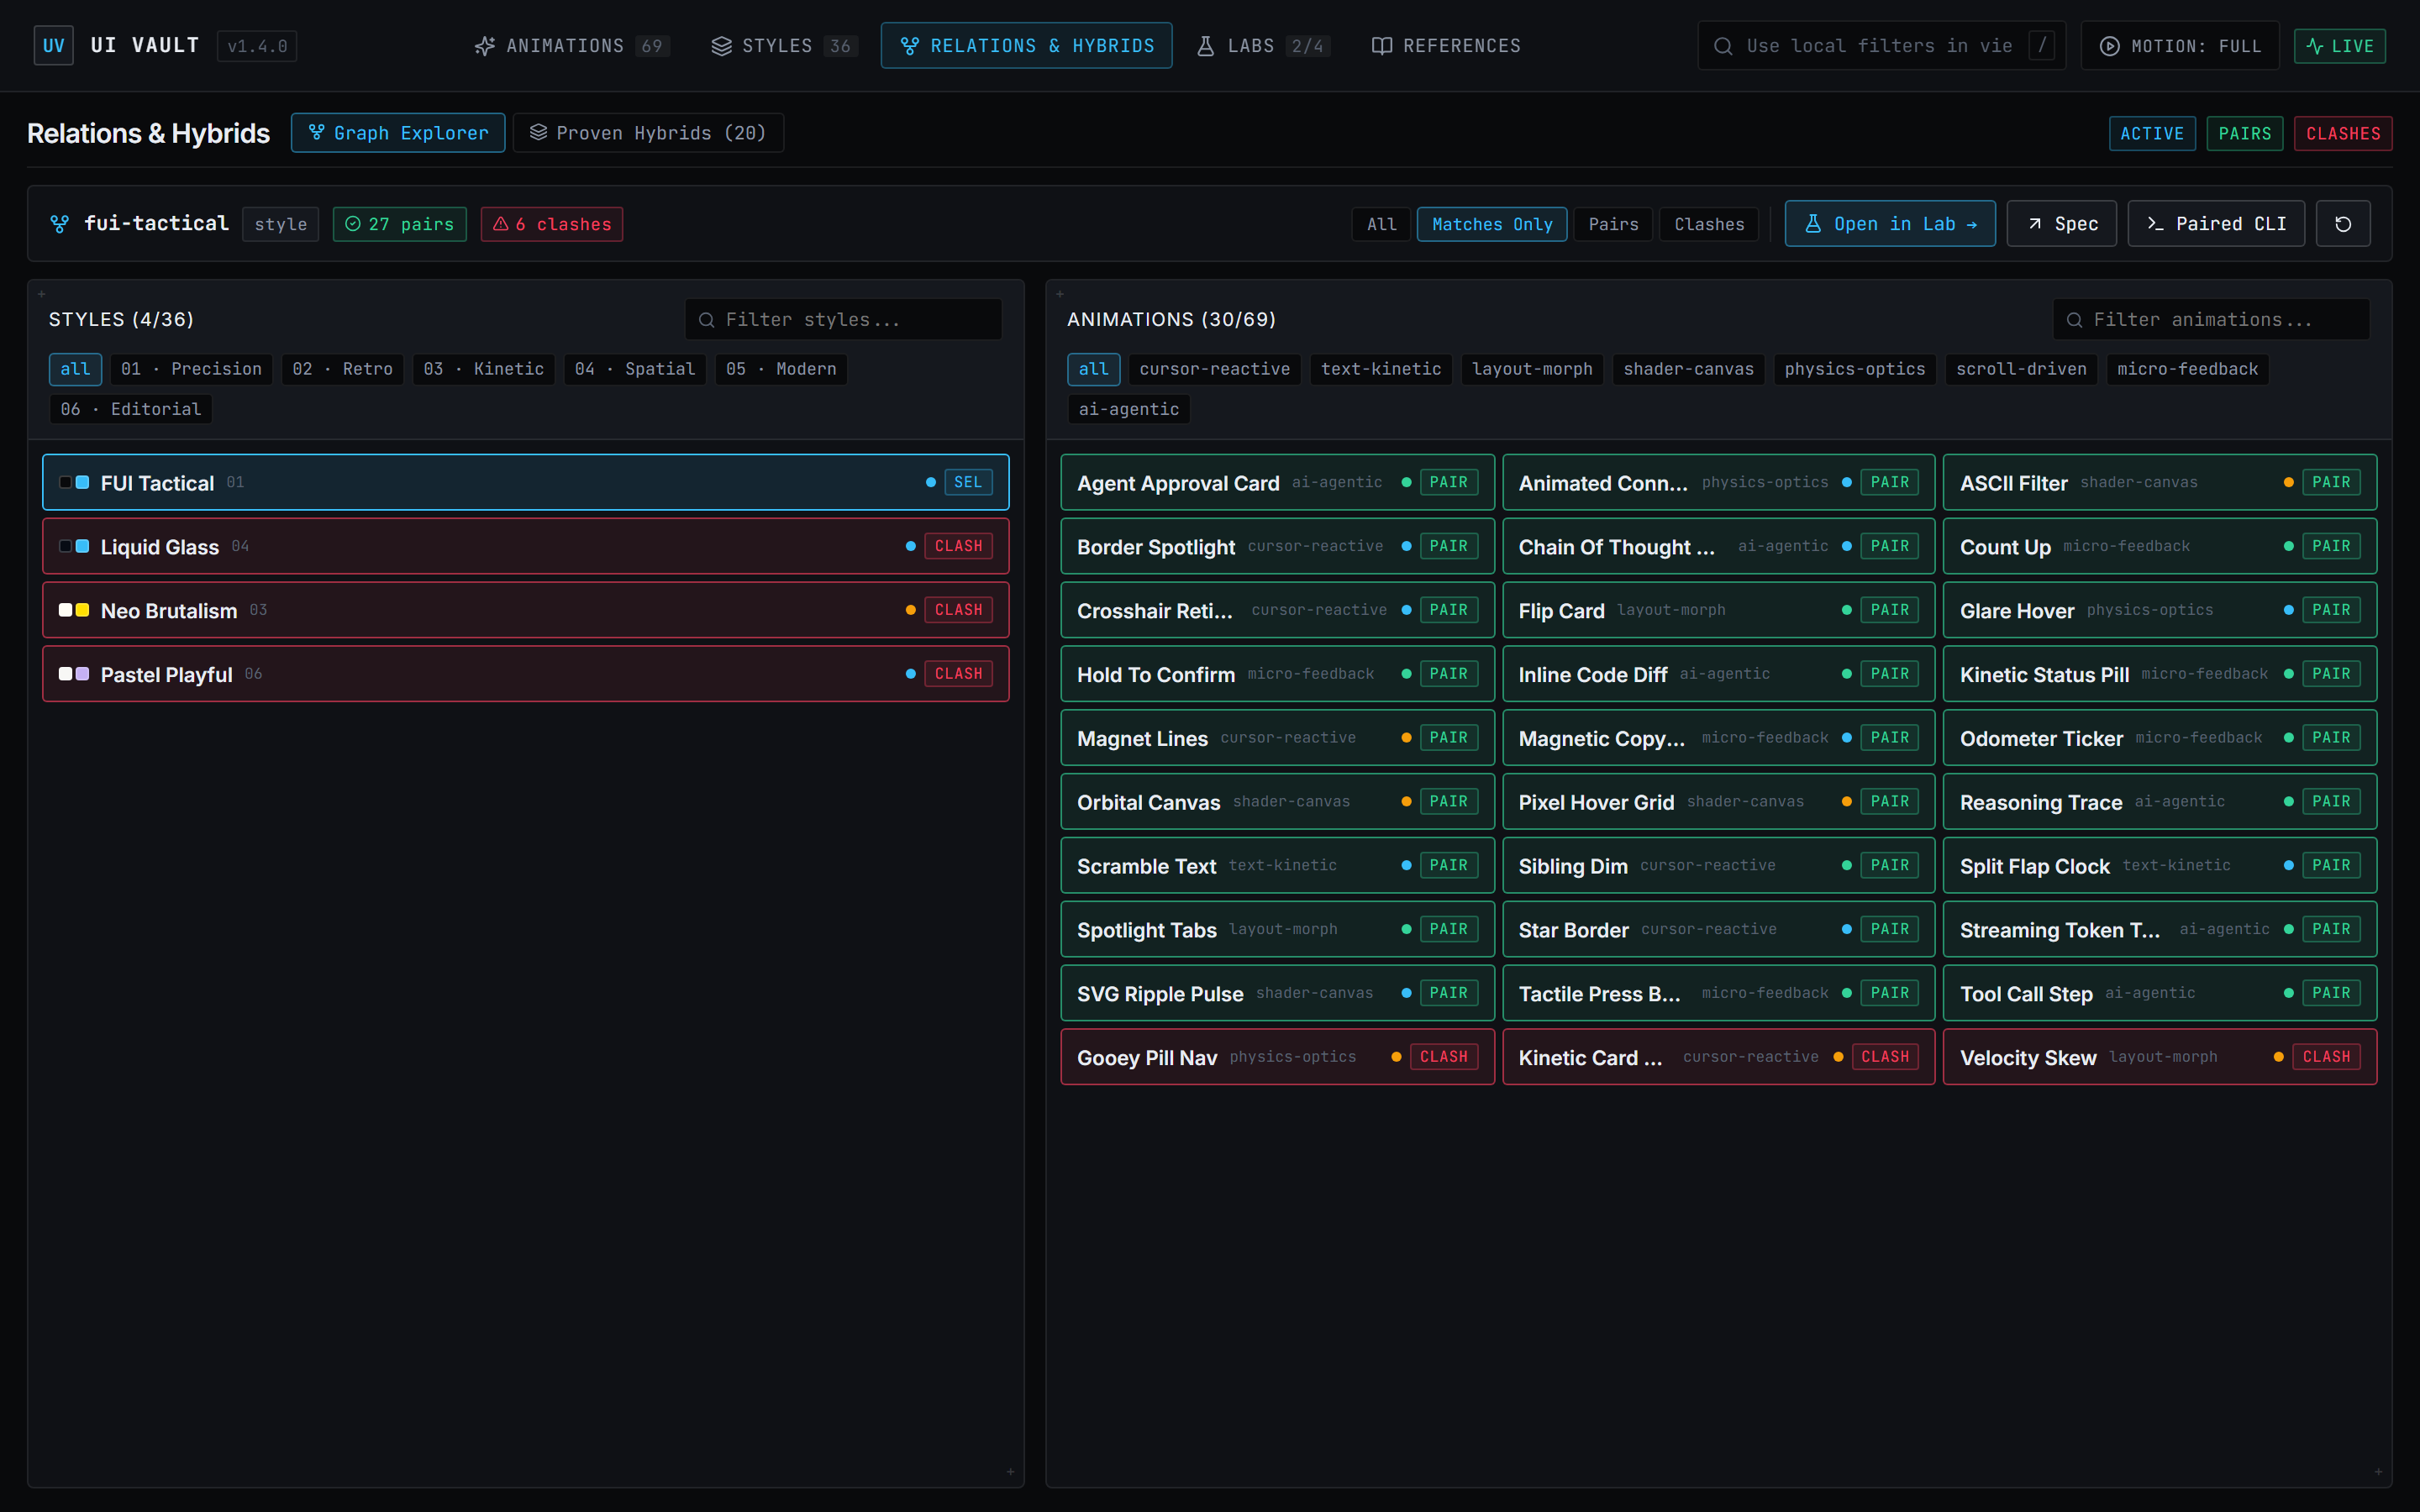 UV UI VAULT v1.4.0 ANIMATIONS 69 STYLES 36 RELATIONS & HYBRIDS LABS 2/4 REFERENCES Use local filters in vie / MOTION: FULL LIVE
Relations & Hybrids Graph Explorer Proven Hybrids (20) ACTIVE PAIRS CLASHES
fui-tactical style 27 pairs 6 clashes All Matches Only Pairs Clashes Open in Lab → Spec Paired CLI
STYLES (4/36) Filter styles...
all 01 · Precision 02 · Retro 03 · Kinetic 04 · Spatial 05 · Modern
06 · Editorial
FUI Tactical 01 SEL
Liquid Glass 04 CLASH
Neo Brutalism 03 CLASH
Pastel Playful 06 CLASH
ANIMATIONS (30/69) Filter animations...
all cursor-reactive text-kinetic layout-morph shader-canvas physics-optics scroll-driven micro-feedback
ai-agentic
Agent Approval Card ai-agentic PAIR Animated Conn... physics-optics PAIR ASCII Filter shader-canvas PAIR
Border Spotlight cursor-reactive PAIR Chain Of Thought ... ai-agentic PAIR Count Up micro-feedback PAIR
Crosshair Reti... cursor-reactive PAIR Flip Card layout-morph PAIR Glare Hover physics-optics PAIR
Hold To Confirm micro-feedback PAIR Inline Code Diff ai-agentic PAIR Kinetic Status Pill micro-feedback PAIR
Magnet Lines cursor-reactive PAIR Magnetic Copy... micro-feedback PAIR Odometer Ticker micro-feedback PAIR
Orbital Canvas shader-canvas PAIR Pixel Hover Grid shader-canvas PAIR Reasoning Trace ai-agentic PAIR
Scramble Text text-kinetic PAIR Sibling Dim cursor-reactive PAIR Split Flap Clock text-kinetic PAIR
Spotlight Tabs layout-morph PAIR Star Border cursor-reactive PAIR Streaming Token T... ai-agentic PAIR
SVG Ripple Pulse shader-canvas PAIR Tactile Press B... micro-feedback PAIR Tool Call Step ai-agentic PAIR
Gooey Pill Nav physics-optics CLASH Kinetic Card ... cursor-reactive CLASH Velocity Skew layout-morph CLASH